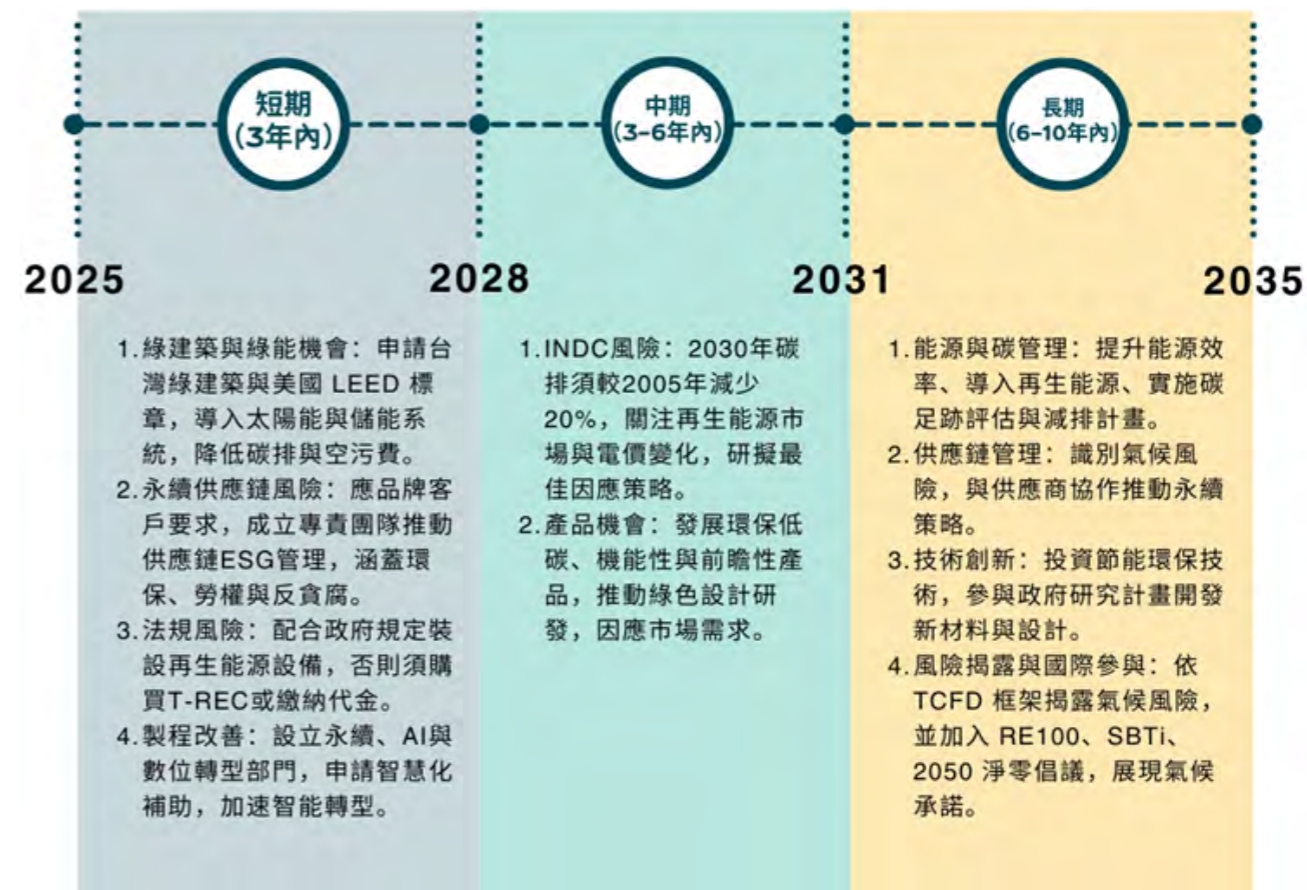 短期
(3年內)
中期
(3-6年內)
長期
(6-10年內)
2025
2028
2031
2035
1.綠建築與綠能機會：申請台
灣綠建築與美國 LEED 標
章，導入太陽能與儲能系
統，降低碳排與空污費。
2.永續供應鏈風險：應品牌客
戶要求，成立專責團隊推動
供應鏈ESG管理，涵蓋環
保、勞權與反貪腐。
3.法規風險：配合政府規定裝
設再生能源設備，否則須購
買T-REC或繳納代金。
4.製程改善：設立永續、AI與
數位轉型部門，申請智慧化
補助，加速智能轉型。
1.INDC風險：2030年碳
排須較2005年減少
20%，關注再生能源市
場與電價變化，研擬最
佳因應策略。
2.產品機會：發展環保低
碳、機能性與前瞻性產
品，推動綠色設計研
發，因應市場需求。
1.能源與碳管理：提升能源效
率、導入再生能源、實施碳
足跡評估與減排計畫。
2.供應鏈管理：識別氣候風
險，與供應商協作推動永續
策略。
3.技術創新：投資節能環保技
術，參與政府研究計畫開發
新材料與設計。
4.風險揭露與國際參與：依
TCFD 框架揭露氣候風險，
並加入 RE100、SBTi、
2050 淨零倡議，展現氣候
承諾。